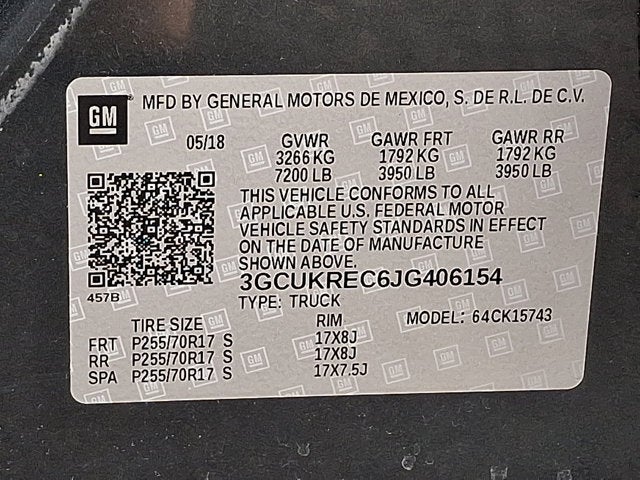 GM MFD BY GENERAL MOTORS DE MEXICO, S. DE R.L. DE C.V.
05/18 GVWR GAWR FRT GAWR RR
3266 KG 1792 KG 1792 KG
7200 LB 3950 LB 3950 LB
THIS VEHICLE CONFORMS TO ALL
APPLICABLE U.S. FEDERAL MOTOR
VEHICLE SAFETY STANDARDS IN EFFECT
ON THE DATE OF MANUFACTURE
SHOWN ABOVE.
3GCUKREC6JG406154
457B TYPE: TRUCK
TIRE SIZE RIM MODEL: 64CK15743
FRT P255/70R17 S 17X8J
RR P255/70R17 S 17X8J
SPA P255/70R17 S 17X7.5J